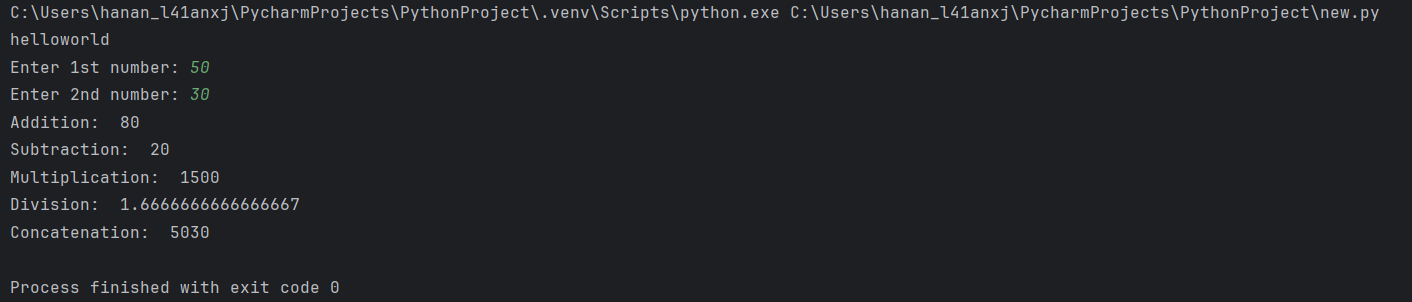 C:\Users\hanan_l41anxj\PycharmProjects\PythonProject\.venv\Scripts\python.exe C:\Users\hanan_l41anxj\PycharmProjects\PythonProject\new.py
helloworld
Enter 1st number: 50
Enter 2nd number: 30
Addition:  80
Subtraction:  20
Multiplication:  1500
Division:  1.6666666666666667
Concatenation:  5030
Process finished with exit code 0